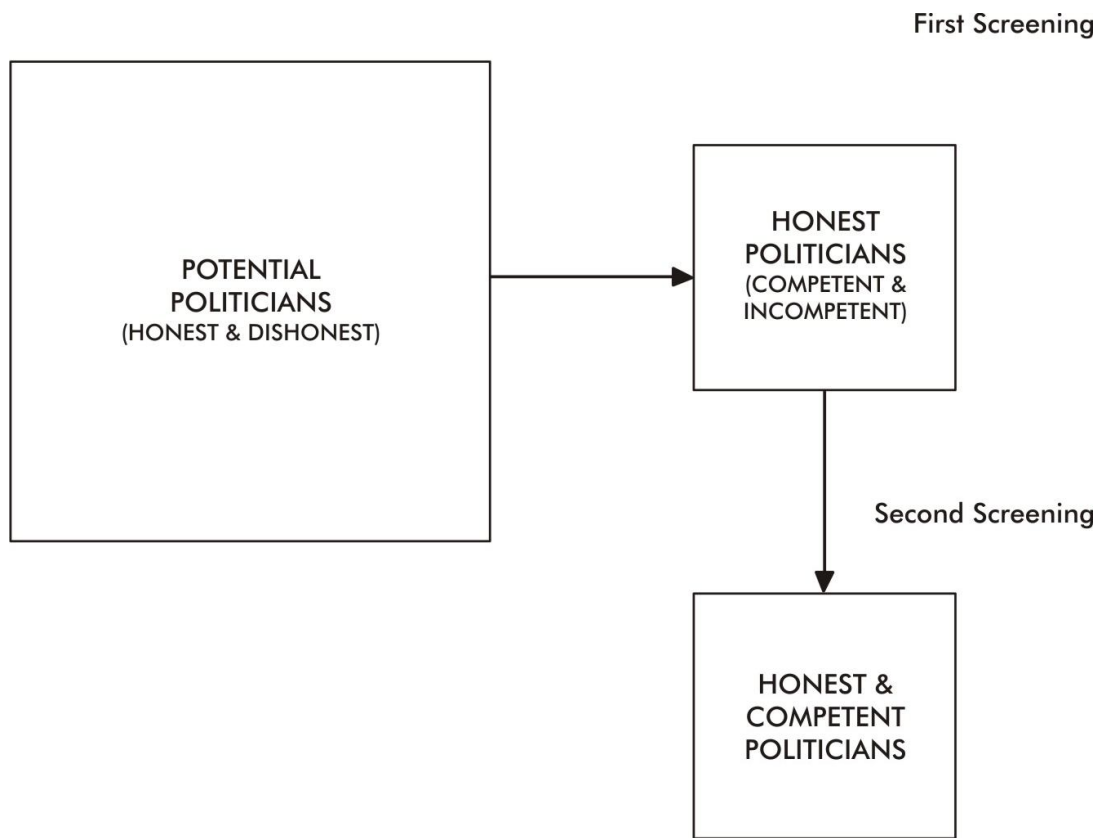 First Screening
POTENTIAL
POLITICIANS
(HONEST & DISHONEST)
HONEST
POLITICIANS
(COMPETENT &
INCOMPETENT)
Second Screening
HONEST &
COMPETENT
POLITICIANS